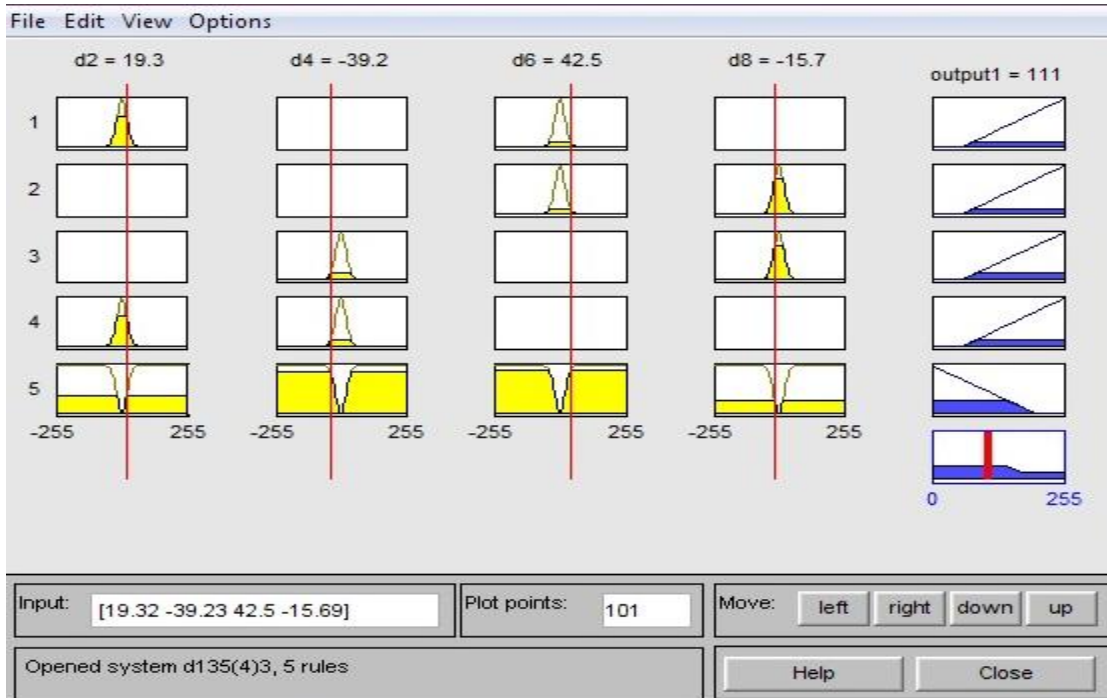 File Edit View Options
d2 = 19.3 d4 = -39.2 d6 = 42.5 d8 = -15.7
output1 = 111
1
2
3
4
5
-255 255 -255 255 -255 255 -255 255
0 255
Input: [19.32 -39.23 42.5 -15.69] Plot points: 101 Move: left right down up
Opened system d135(4)3, 5 rules Help Close